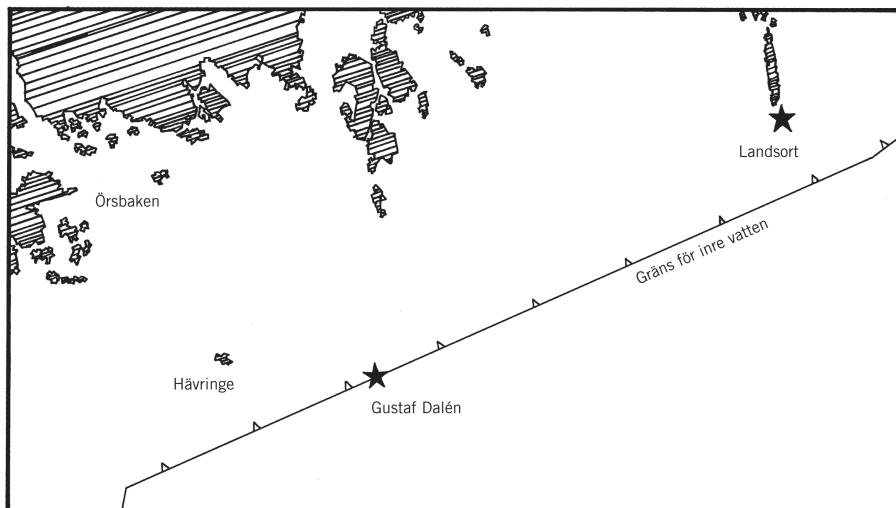 Landsort
Örsbaken
Gräns för inre vatten
Hävringe
Gustaf Dalén